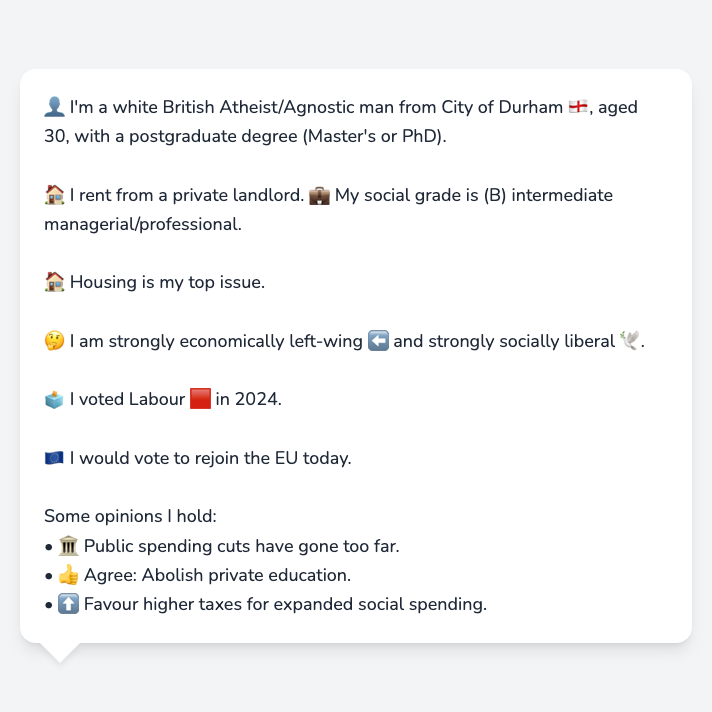 👤 I'm a white British Atheist/Agnostic man from City of Durham 🏴󠁧󠁢󠁥󠁮󠁧󠁿, aged
30, with a postgraduate degree (Master's or PhD).
🏠 I rent from a private landlord. 💼 My social grade is (B) intermediate
managerial/professional.
🏠 Housing is my top issue.
🤔 I am strongly economically left-wing ⬅️ and strongly socially liberal 🕊️.
🗳️ I voted Labour 🟥 in 2024.
🇪🇺 I would vote to rejoin the EU today.
Some opinions I hold:
• 🏛️ Public spending cuts have gone too far.
• 👍 Agree: Abolish private education.
• ⬆️ Favour higher taxes for expanded social spending.